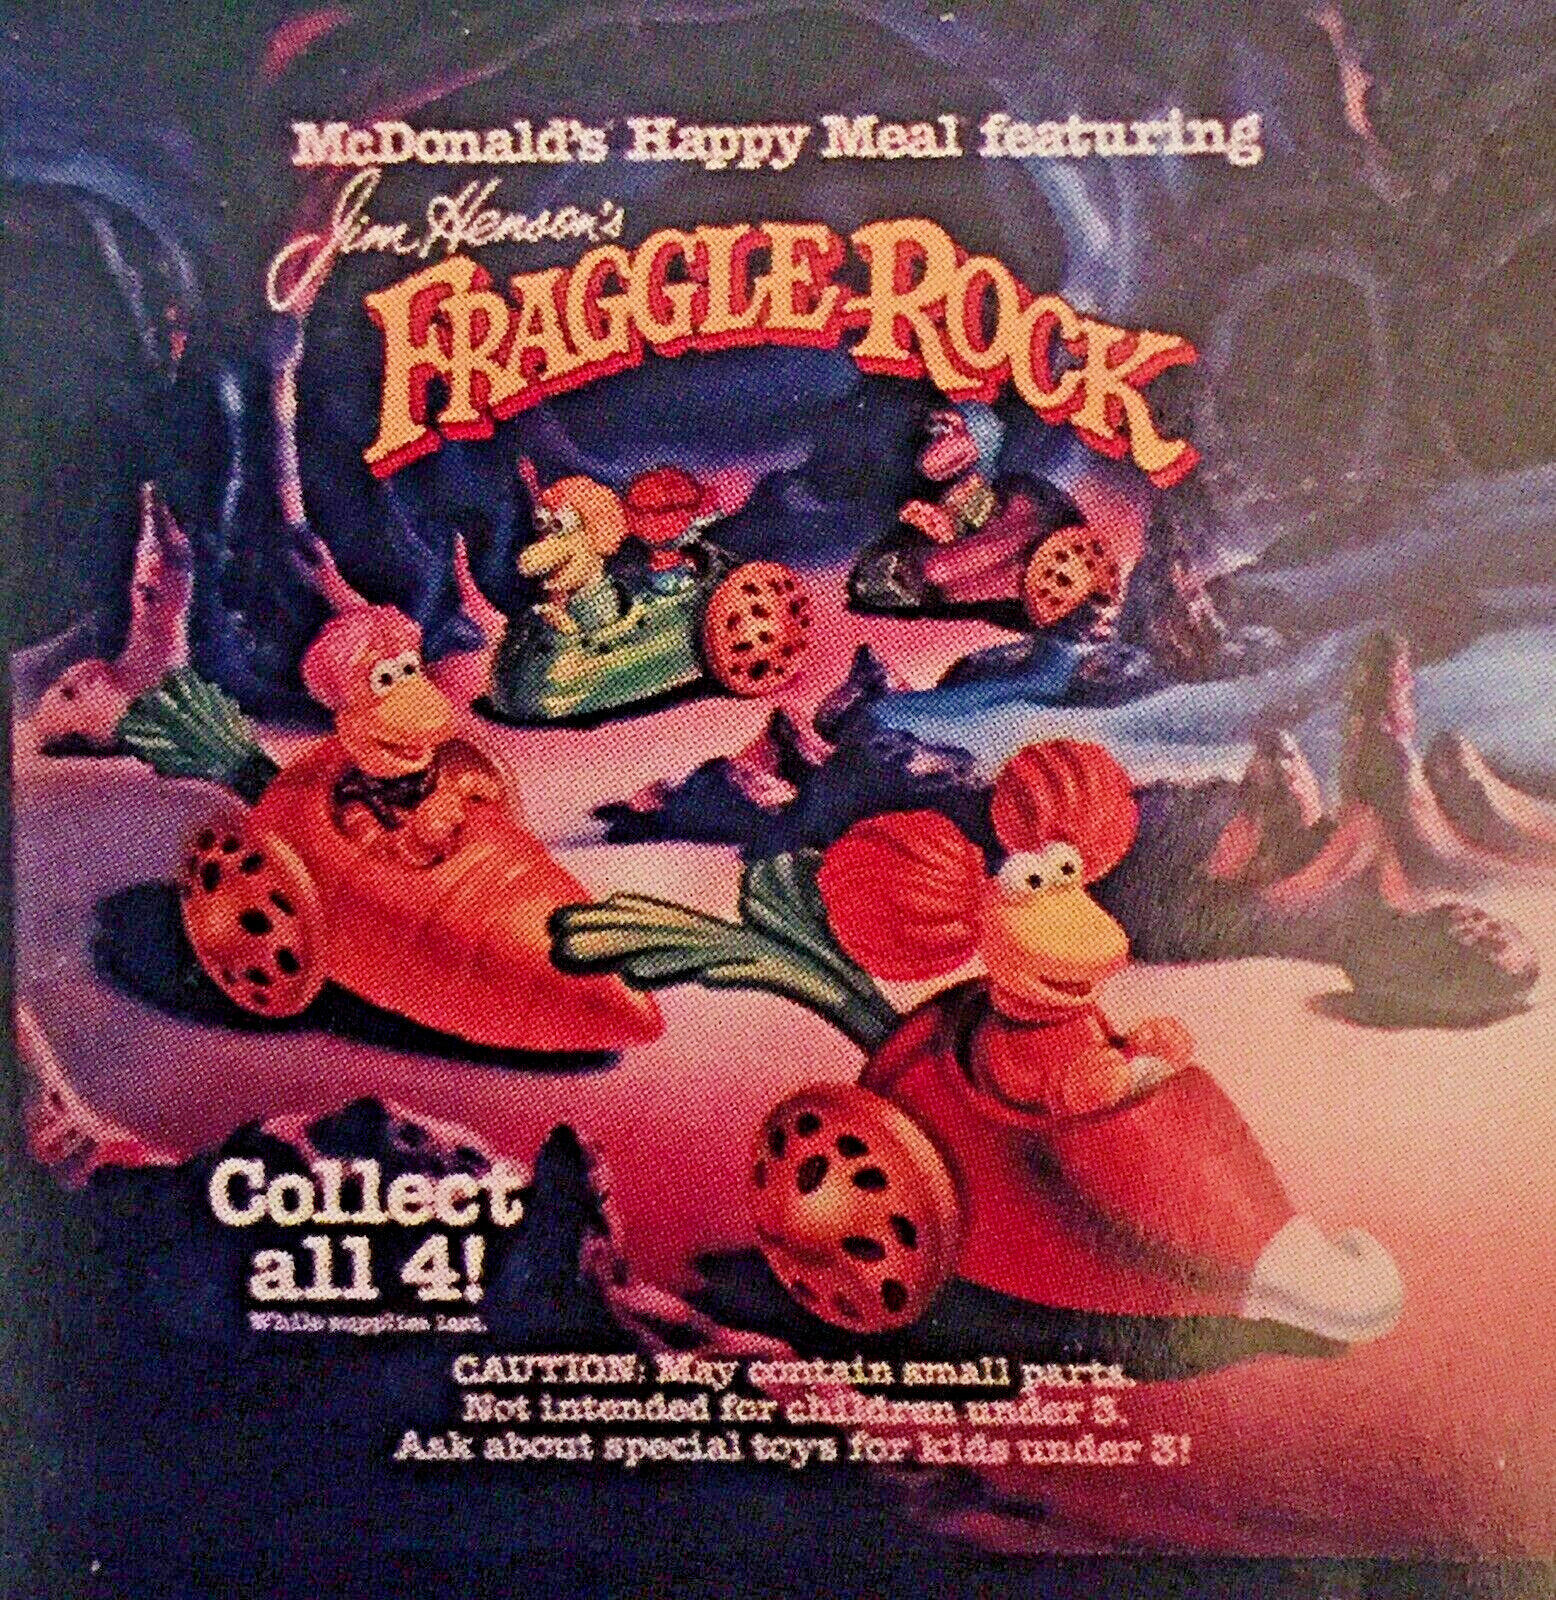 McDonald's Happy Meal featuring
Jim Henson's
FRAGGLE-ROCK
Collect
all 4!
While supplies last.
CAUTION: May contain small parts.
Not intended for children under 3.
Ask about special toys for kids under 3!